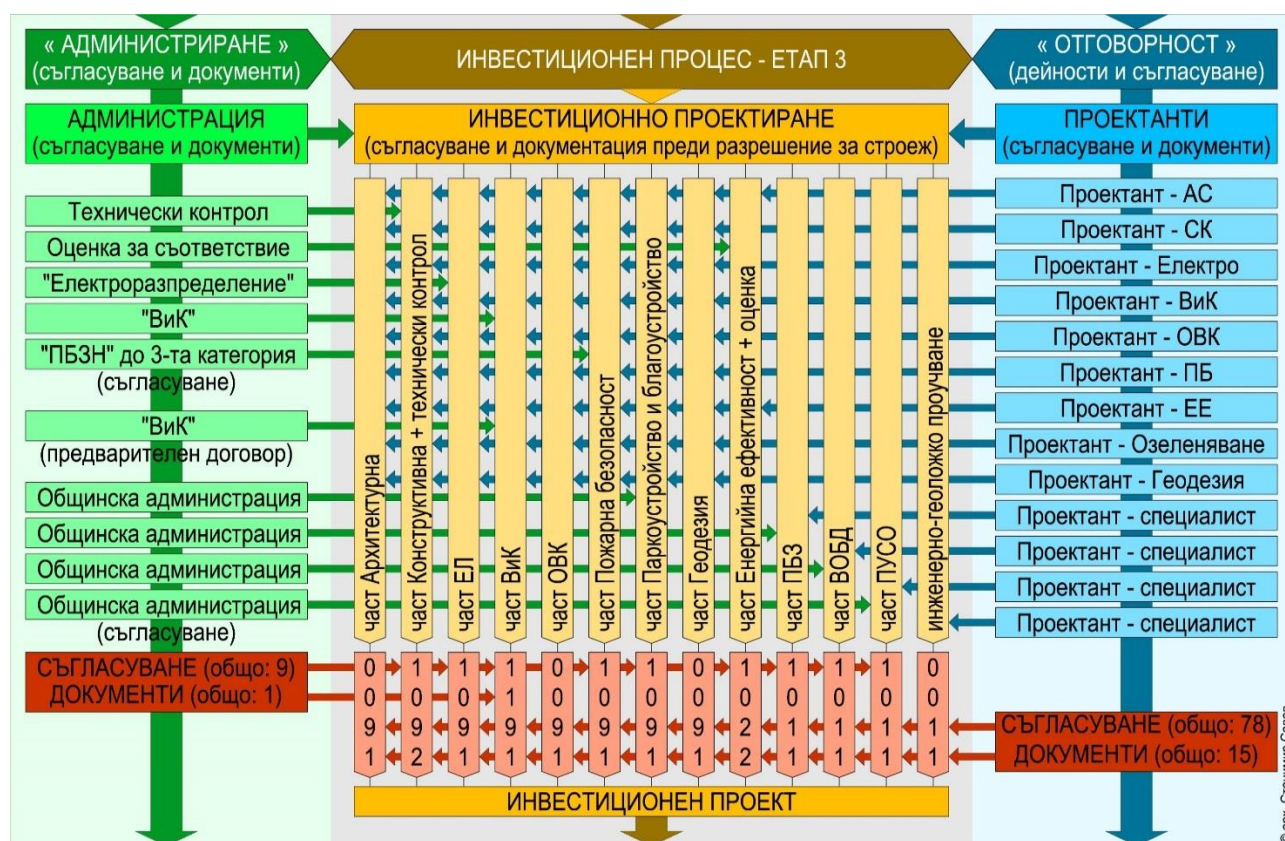 « АДМИНИСТРИРАНЕ »
(съгласуване и документи)
ИНВЕСТИЦИОНЕН ПРОЦЕС - ЕТАП 3
« ОТГОВОРНОСТ »
(дейности и съгласуване)
АДМИНИСТРАЦИЯ
(съгласуване и документи)
ИНВЕСТИЦИОННО ПРОЕКТИРАНЕ
(съгласуване и документация преди разрешение за строеж)
ПРОЕКТАНТИ
(съгласуване и документи)
Технически контрол
Оценка за съответствие
"Електроразпределение"
"ВиК"
"ПБЗН" до 3-та категория
(съгласуване)
"ВиК"
(предварителен договор)
Общинска администрация
Общинска администрация
Общинска администрация
Общинска администрация
(съгласуване)
част Архитектурна
част Конструктивна + технически контрол
част ЕЛ
част ВиК
част ОВК
част Пожарна безопасност
част Паркоустройство и благоустройство
част Геодезия
част Енергийна ефективност + оценка
част ПБЗ
част ВОБД
част ПУСО
инженерно-геоложко проучване
Проектант - АС
Проектант - СК
Проектант - Електро
Проектант - ВиК
Проектант - ОВК
Проектант - ПБ
Проектант - ЕЕ
Проектант - Озеленяване
Проектант - Геодезия
Проектант - специалист
Проектант - специалист
Проектант - специалист
Проектант - специалист
СЪГЛАСУВАНЕ (общо: 9)
ДОКУМЕНТИ (общо: 1)
0 1 1 1 0 1 1 0 1 1 1 1 0
0 0 0 1 0 0 0 0 0 0 0 0 0
9 9 9 9 9 9 9 9 2 1 1 1 1
1 2 1 1 1 1 1 1 2 1 1 1 1
СЪГЛАСУВАНЕ (общо: 78)
ДОКУМЕНТИ (общо: 15)
ИНВЕСТИЦИОНЕН ПРОЕКТ